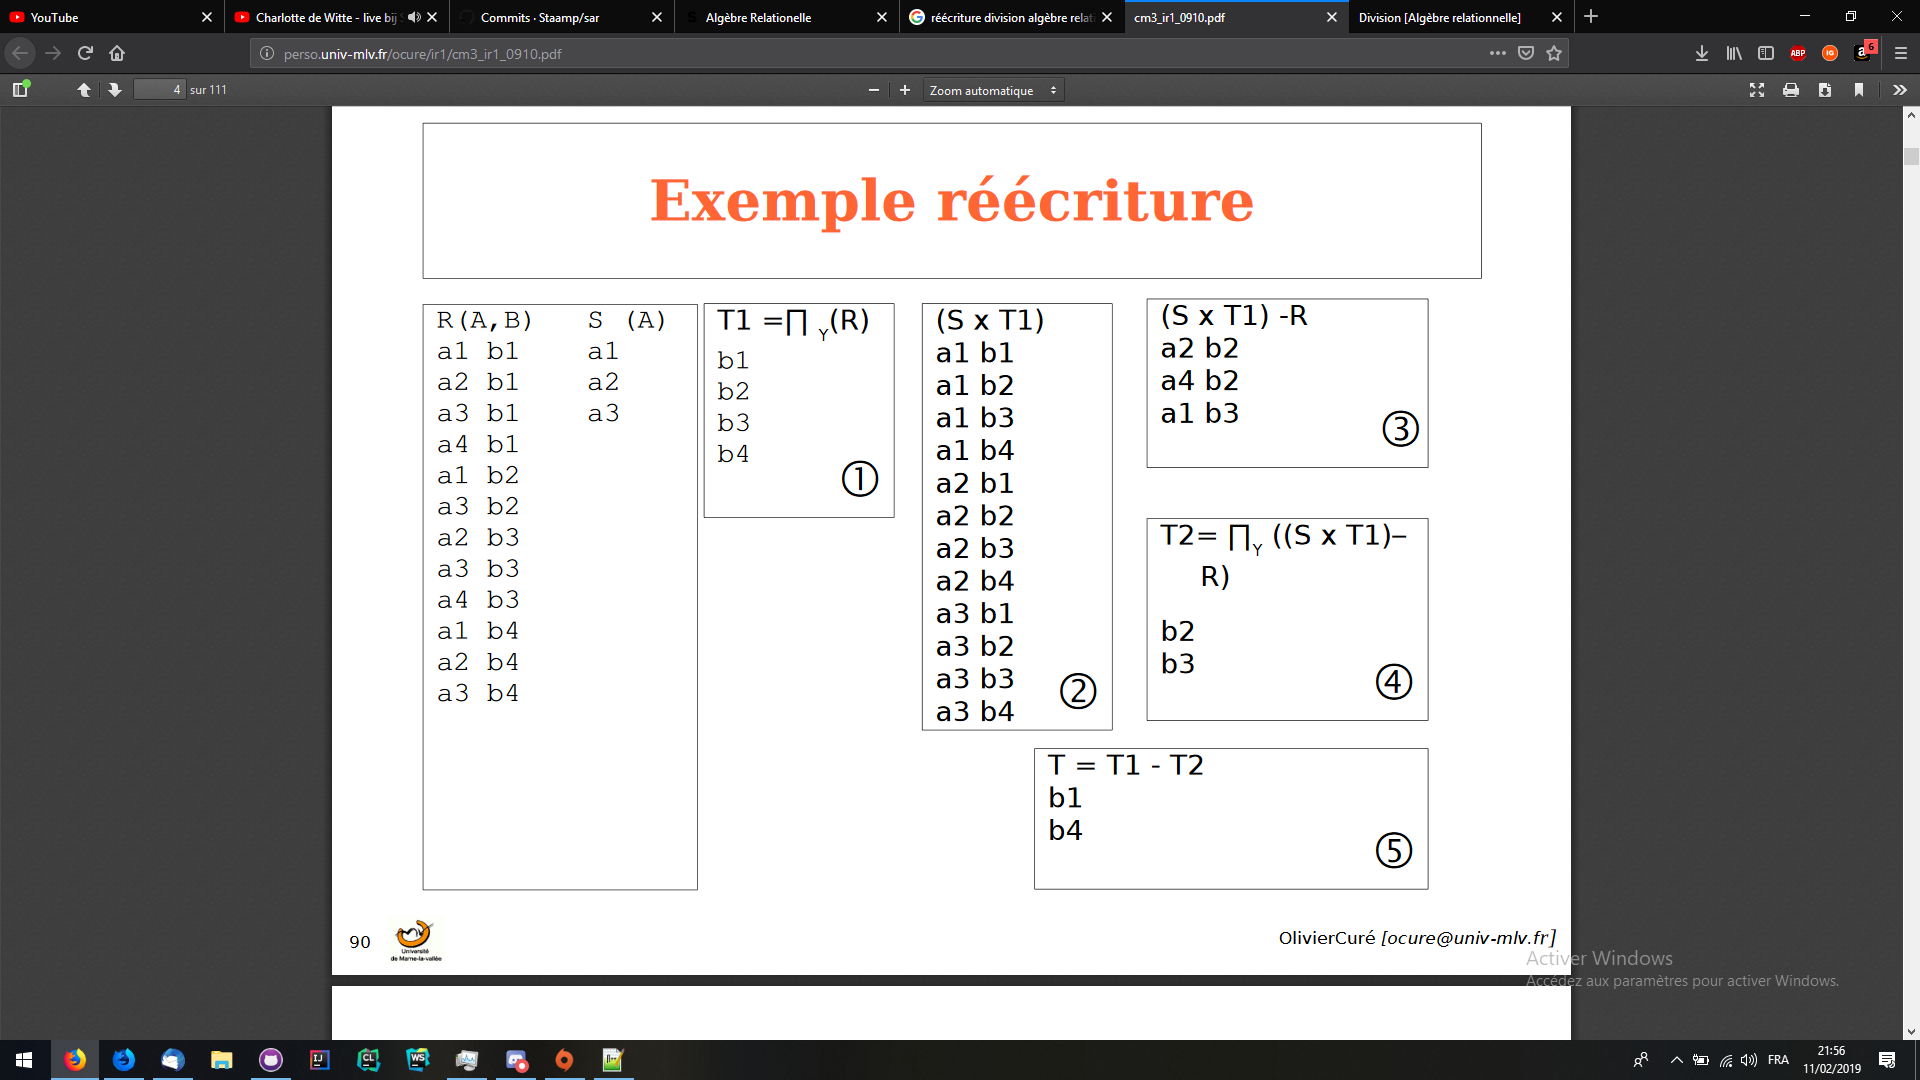 YouTube
Charlotte de Witte - live bij
Commits · Staamp/sar
Algèbre Relationelle
réécriture division algèbre relat
cm3_ir1_0910.pdf
Division [Algèbre relationnelle]
perso.univ-mlv.fr/ocure/ir1/cm3_ir1_0910.pdf
ABP
IG
6
4 sur 111
Zoom automatique
Exemple réécriture
R(A,B) S (A)
a1 b1 a1
a2 b1 a2
a3 b1 a3
a4 b1
a1 b2
a3 b2
a2 b3
a3 b3
a4 b3
a1 b4
a2 b4
a3 b4
T1 =∏ Y(R)
b1
b2
b3
b4
①
(S x T1)
a1 b1
a1 b2
a1 b3
a1 b4
a2 b1
a2 b2
a2 b3
a2 b4
a3 b1
a3 b2
a3 b3
a3 b4
②
(S x T1) -R
a2 b2
a4 b2
a1 b3
③
T2= ∏Y ((S x T1)–
R)
b2
b3
④
T = T1 - T2
b1
b4
⑤
90
Université
de Marne-la-vallée
OlivierCuré [ocure@univ-mlv.fr]
Activer Windows
Accédez aux paramètres pour activer Windows.
FRA
21:56
11/02/2019